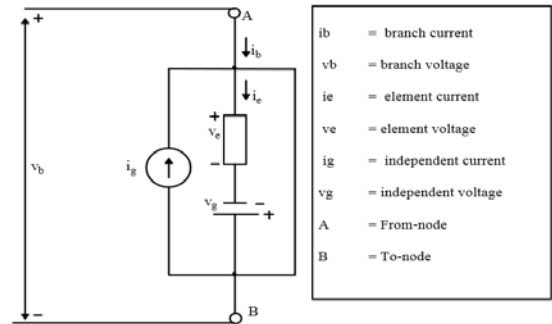 A
+
ib
ie
+
ve
-
vb
ig
vg
-
+
-
B
ib = branch current
vb = branch voltage
ie = element current
ve = element voltage
ig = independent current
vg = independent voltage
A = From-node
B = To-node